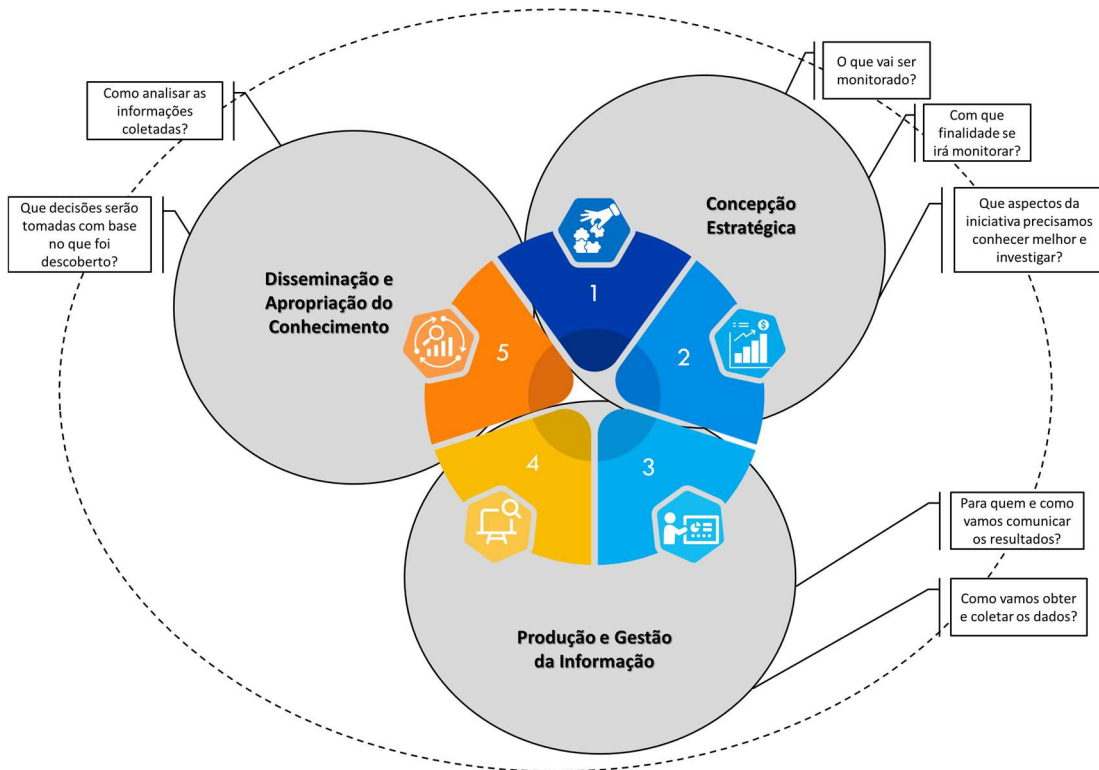 O que vai ser
monitorado?
Como analisar as
informações
coletadas?
Com que
finalidade se
irá monitorar?
Que decisões serão
tomadas com base
no que foi
descoberto?
Que aspectos da
iniciativa precisamos
conhecer melhor e
investigar?
Concepção
Estratégica
Disseminação e
Apropriação do
Conhecimento
1
2
$
5
4
3
Para quem e como
vamos comunicar
os resultados?
Como vamos obter
e coletar os dados?
Produção e Gestão
da Informação